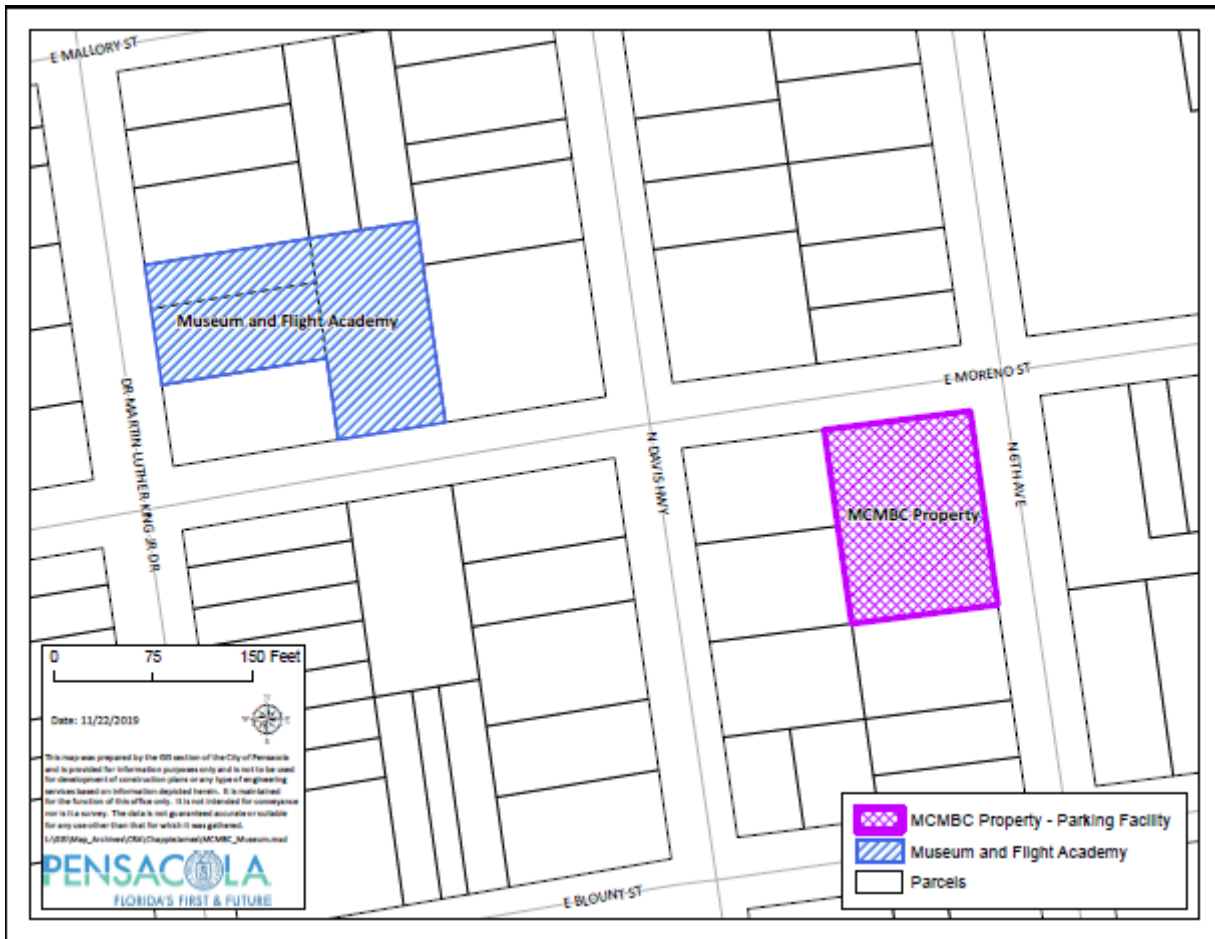 E MALLORY ST
Museum and Flight Academy
E MORENO ST
DR MARTIN LUTHER KING JR DR
N DAVIS HWY
N 6TH AVE
MCMBC Property
0 75 150 Feet
Date: 11/22/2019
N
W E
S
This map was prepared by the GIS section of the City of Pensacola
and is provided for information purposes only and is not to be used
for development of construction plans or any type of engineering
services based on information depicted herein. It is maintained
for the function of this office only. It is not intended for conveyance
nor is it a survey. The data is not guaranteed accurate or suitable
for any use other than that for which it was gathered.
L:\GIS\Map_Archives\CRA\ChappieJames\MCMBC_Museum.mxd
PENSACOLA
FLORIDA'S FIRST & FUTURE
E BLOUNT ST
MCMBC Property - Parking Facility
Museum and Flight Academy
Parcels